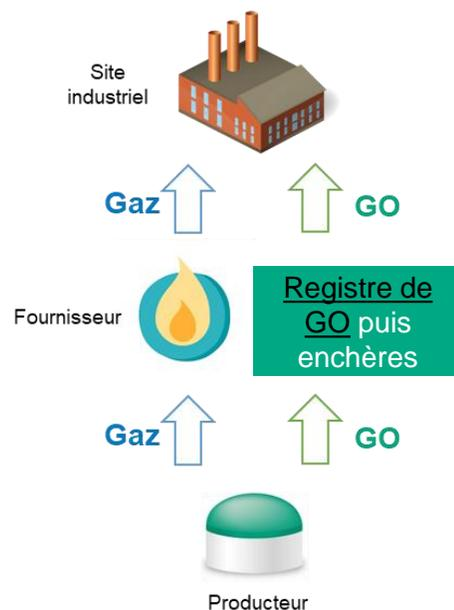 Site
industriel
Gaz
GO
Fournisseur
Registre de
GO puis
enchères
Gaz
GO
Producteur